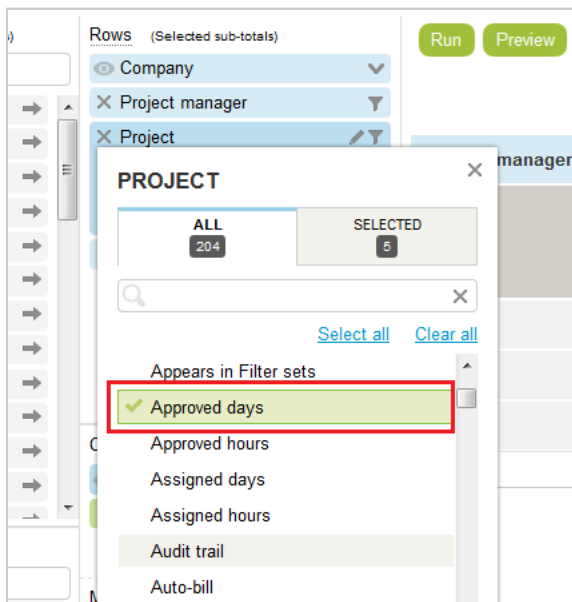 Rows (Selected sub-totals)
Run Preview
Company
Project manager
Project
manager
PROJECT
ALL
204
SELECTED
5
Select all Clear all
Appears in Filter sets
Approved days
Approved hours
Assigned days
Assigned hours
Audit trail
Auto-bill